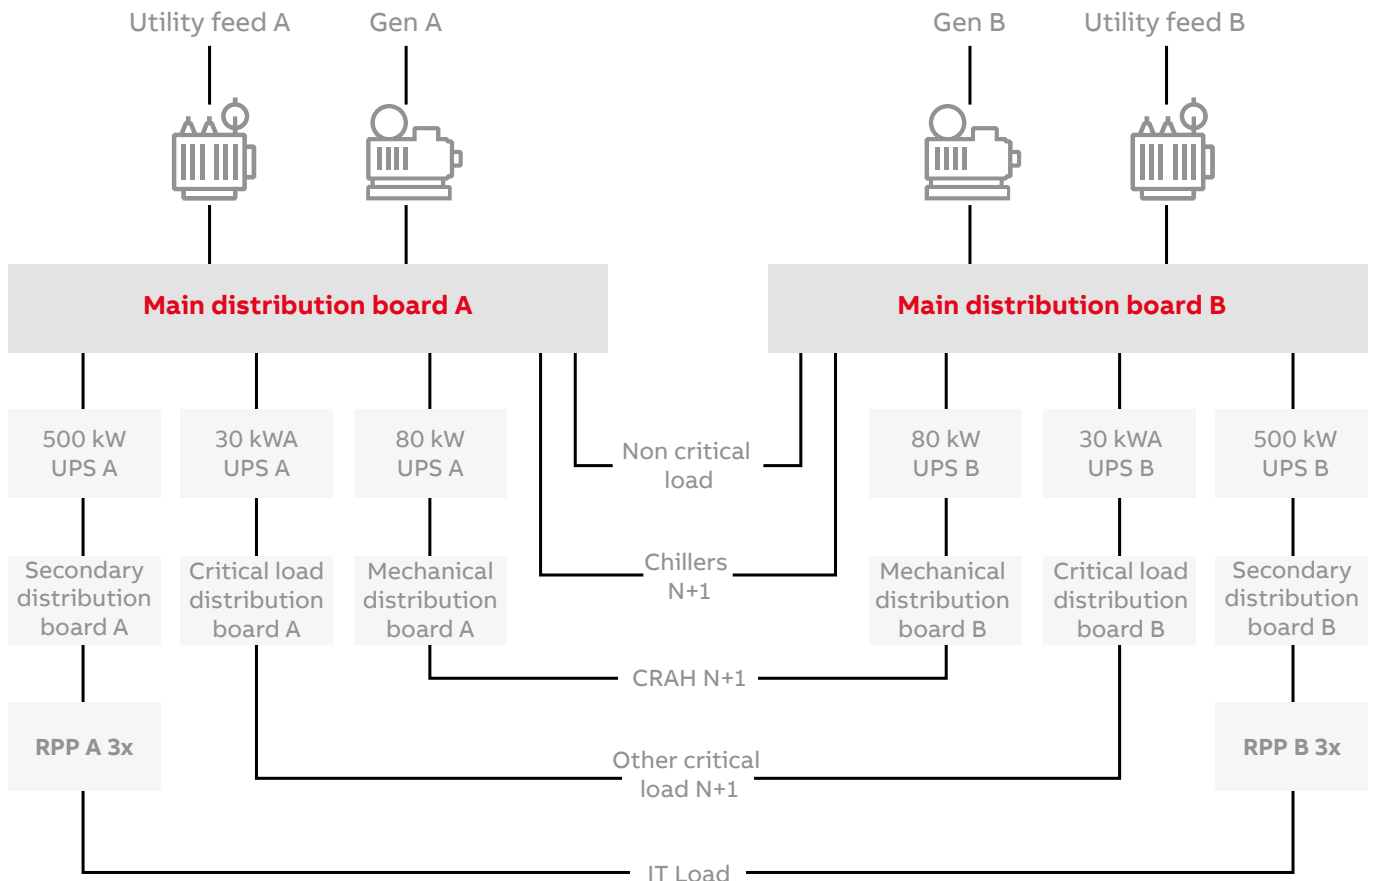 Utility feed A
Gen A
Gen B
Utility feed B
Main distribution board A
Main distribution board B
500 kW
UPS A
30 kWA
UPS A
80 kW
UPS A
Non critical
load
80 kW
UPS B
30 kWA
UPS B
500 kW
UPS B
Secondary
distribution
board A
Critical load
distribution
board A
Mechanical
distribution
board A
Chillers
N+1
Mechanical
distribution
board B
Critical load
distribution
board B
Secondary
distribution
board B
CRAH N+1
RPP A 3x
Other critical
load N+1
RPP B 3x
IT Load